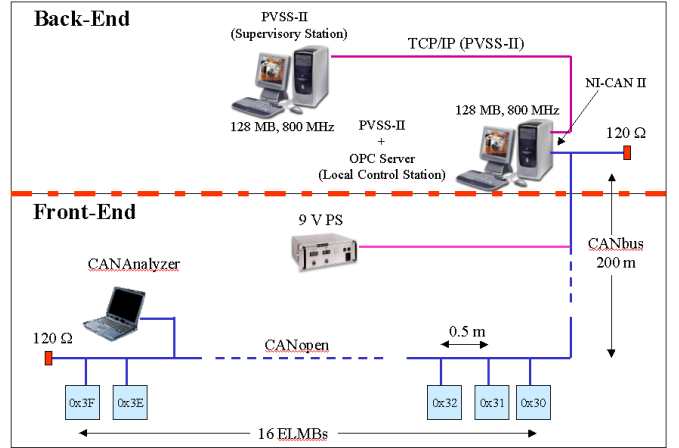 Back-End
PVSS-II
(Supervisory Station)
TCP/IP (PVSS-II)
NI-CAN II
128 MB, 800 MHz
128 MB, 800 MHz
120 Ω
PVSS-II
+
OPC Server
(Local Control Station)
Front-End
9 V PS
CANbus
200 m
CANAnalyzer
120 Ω
CANopen
0.5 m
0x3F
0x3E
0x32
0x31
0x30
16 ELMBs